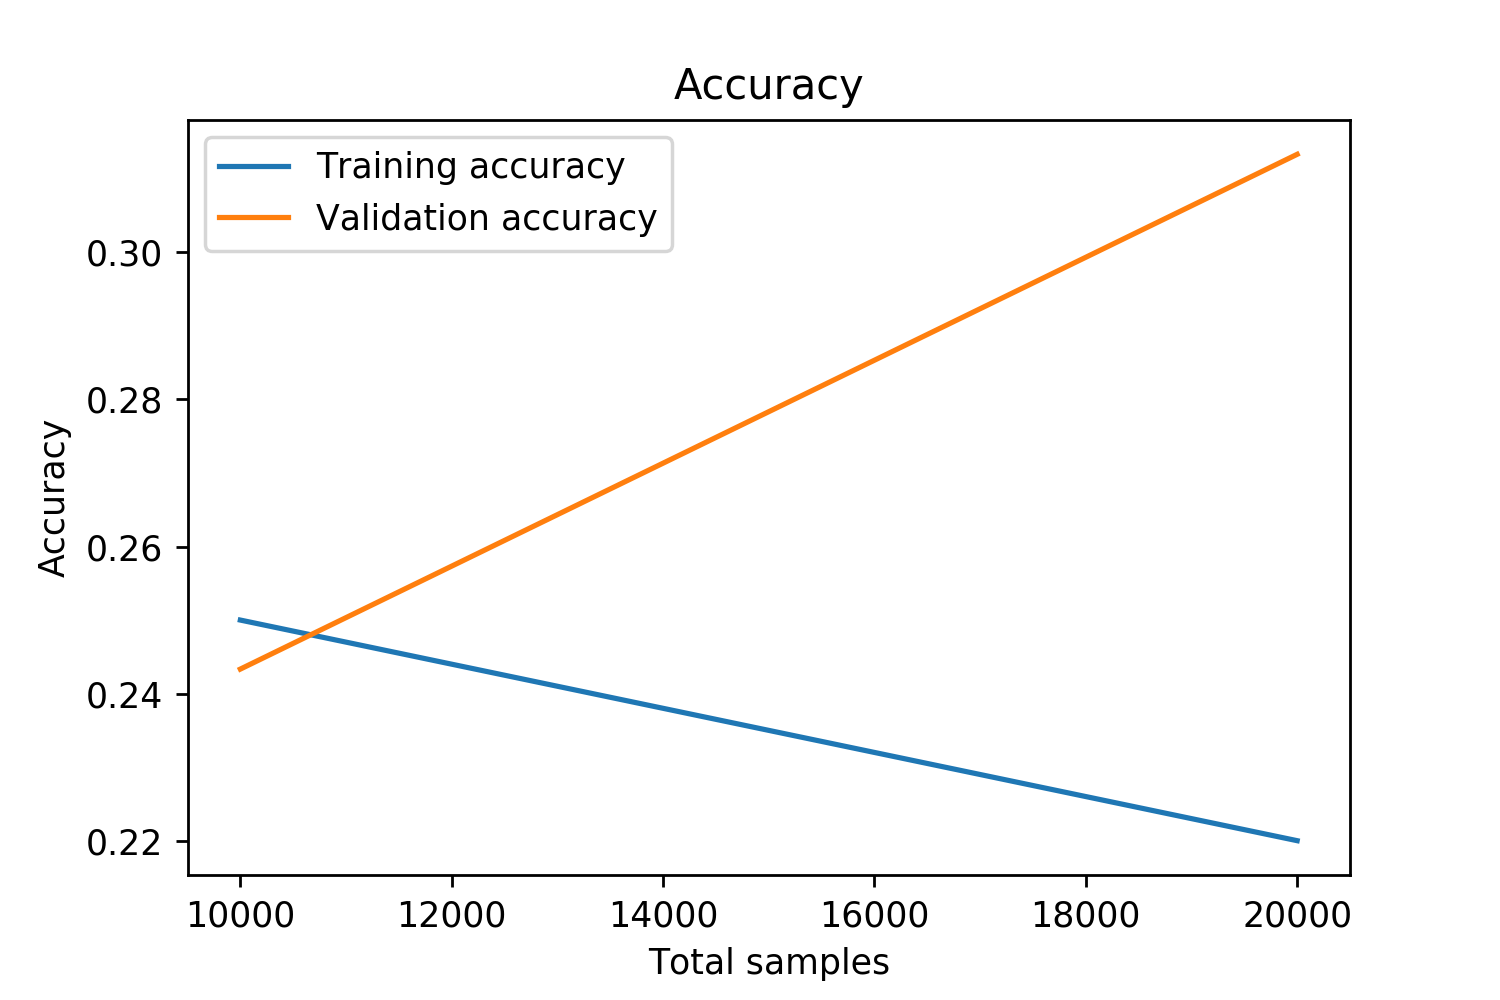 Accuracy
Training accuracy
Validation accuracy
0.30
0.28
0.26
0.24
0.22
Accuracy
10000 12000 14000 16000 18000 20000
Total samples